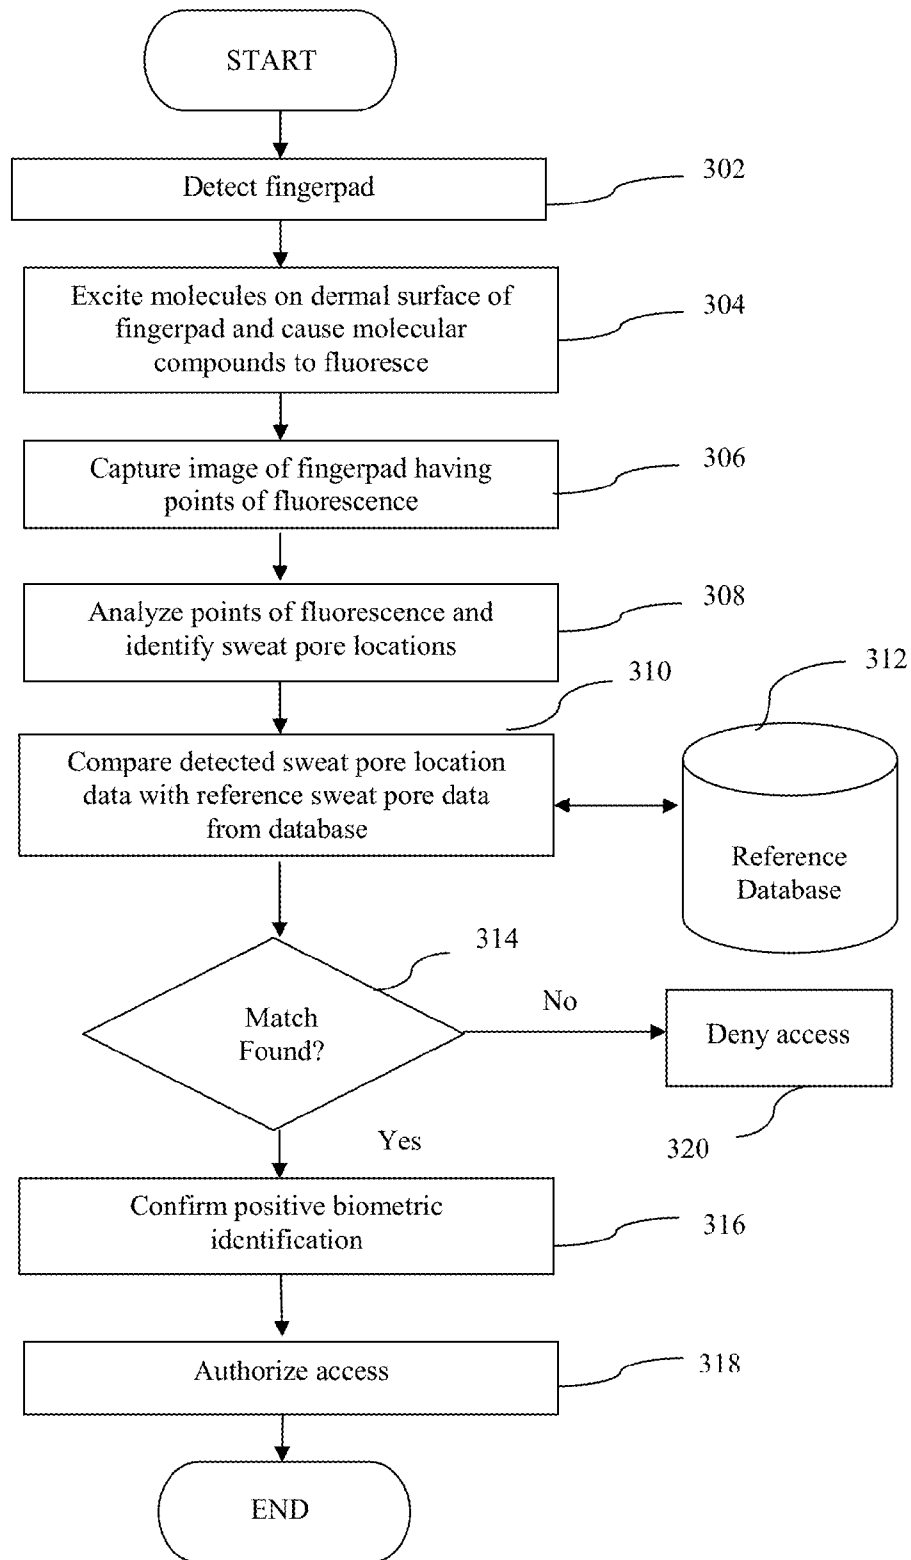 START
Detect fingerpad
302
Excite molecules on dermal surface of
fingerpad and cause molecular
compounds to fluoresce
304
Capture image of fingerpad having
points of fluorescence
306
Analyze points of fluorescence and
identify sweat pore locations
308
310
312
Compare detected sweat pore location
data with reference sweat pore data
from database
Reference
Database
314
Match
Found?
No
Deny access
320
Yes
Confirm positive biometric
identification
316
Authorize access
318
END